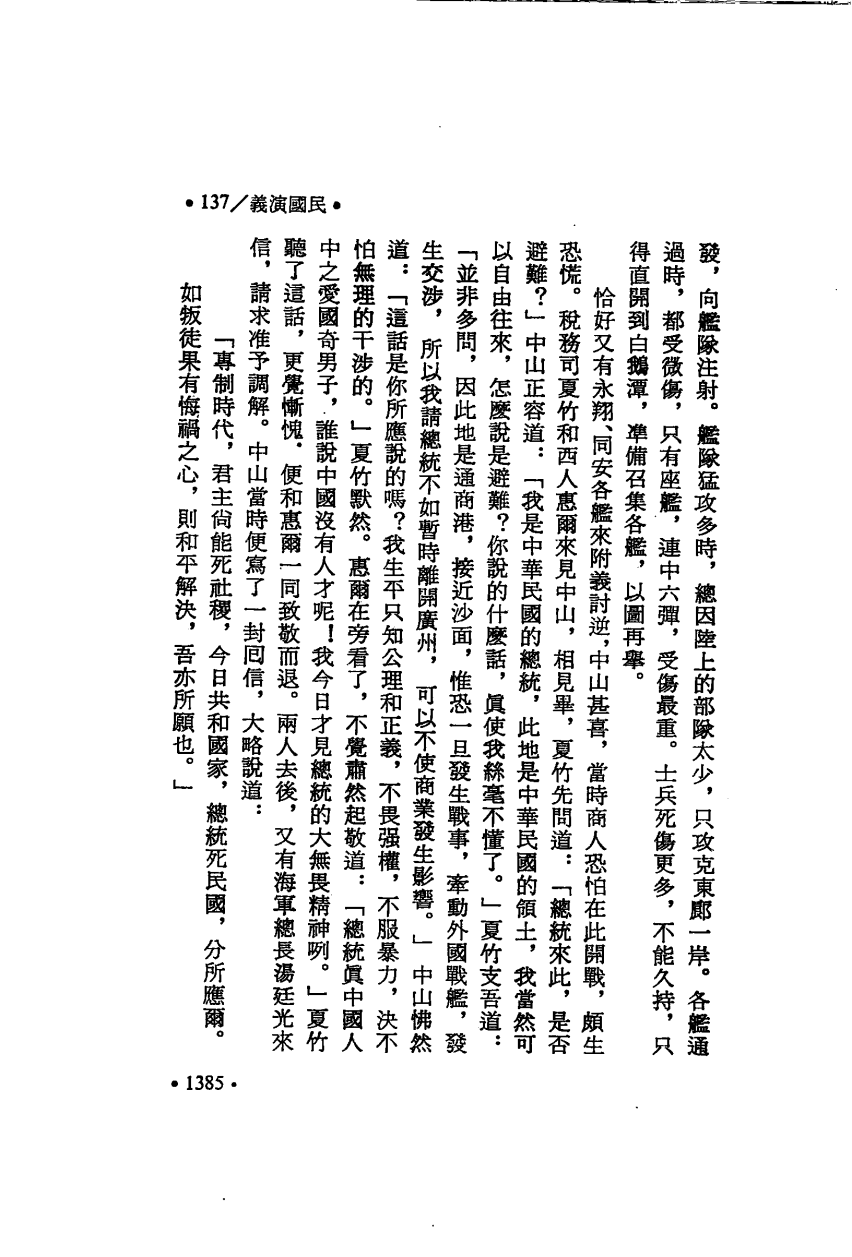 •137／義演國民•
發，向艦隊注射。艦隊猛攻多時，總因陸上的部隊太少，只攻克東廊一岸。各艦通
過時，都受微傷，只有座艦，連中六彈，受傷最重。士兵死傷更多，不能久持，只
得直開到白鵝潭，準備召集各艦，以圖再舉。
恰好又有永翔、同安各艦來附義討逆，中山甚喜，當時商人恐怕在此開戰，頗生
恐慌。稅務司夏竹和西人惠爾來見中山，相見畢，夏竹先問道：「總統來此，是否
避難？」中山正容道：「我是中華民國的總統，此地是中華民國的領土，我當然可
以自由往來，怎麼說是避難？你說的什麼話，眞使我絲毫不懂了。」夏竹支吾道：
「並非多問，因此地是通商港，接近沙面，惟恐一旦發生戰事，牽動外國戰艦，發
生交涉，所以我請總統不如暫時離開廣州，可以不使商業發生影響。」中山怫然
道：「這話是你所應說的嗎？我生平只知公理和正義，不畏强權，不服暴力，決不
怕無理的干涉的。」夏竹默然。惠爾在旁看了，不覺肅然起敬道：「總統眞中國人
中之愛國奇男子，誰說中國沒有人才呢！我今日才見總統的大無畏精神咧。」夏竹
聽了這話，更覺慚愧．便和惠爾一同致敬而退。兩人去後，又有海軍總長湯廷光來
信，請求准予調解。中山當時便寫了一封囘信，大略說道：
「專制時代，君主尙能死社稷，今日共和國家，總統死民國，分所應爾。
如叛徒果有悔禍之心，則和平解決，吾亦所願也。」
•1385•